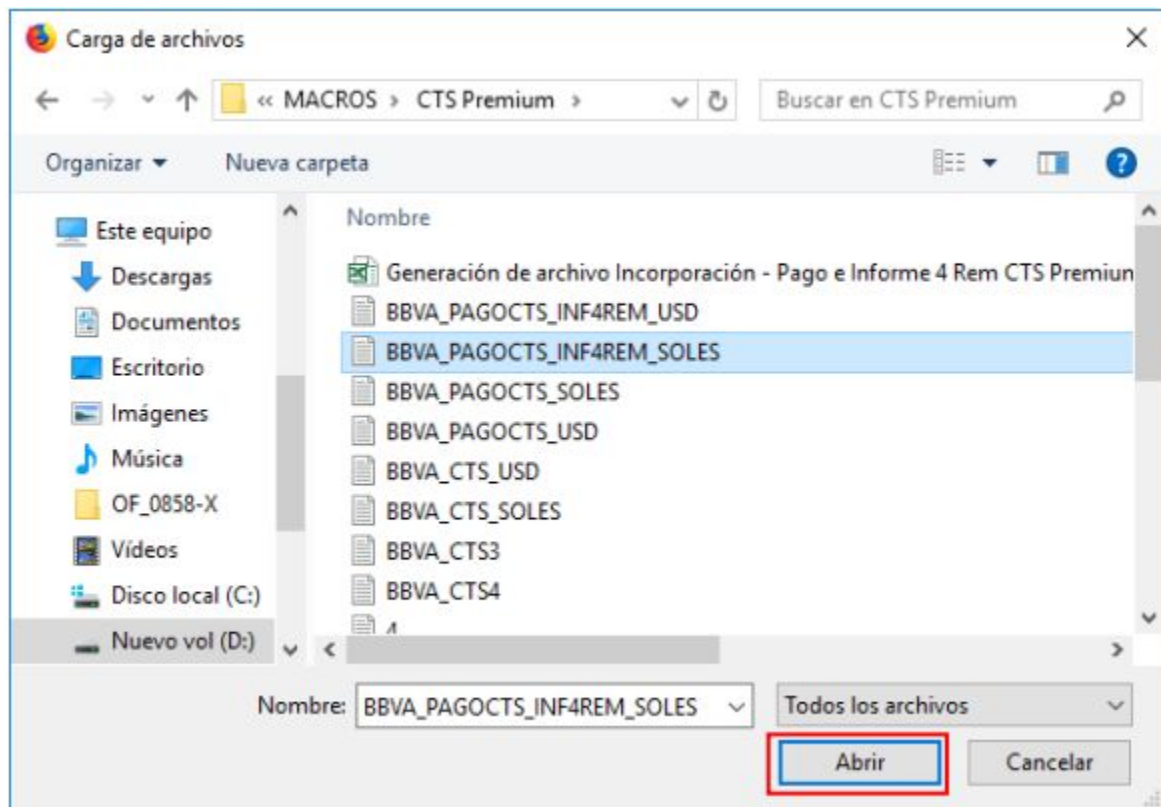 Carga de archivos
« MACROS › CTS Premium ›
Buscar en CTS Premium
Organizar
Nueva carpeta
Este equipo
Descargas
Documentos
Escritorio
Imágenes
Música
OF_0858-X
Vídeos
Disco local (C:)
Nuevo vol (D:)
Nombre
Generación de archivo Incorporación - Pago e Informe 4 Rem CTS Premiun
BBVA_PAGOCTS_INF4REM_USD
BBVA_PAGOCTS_INF4REM_SOLES
BBVA_PAGOCTS_SOLES
BBVA_PAGOCTS_USD
BBVA_CTS_USD
BBVA_CTS_SOLES
BBVA_CTS3
BBVA_CTS4
Nombre: BBVA_PAGOCTS_INF4REM_SOLES
Todos los archivos
Abrir
Cancelar